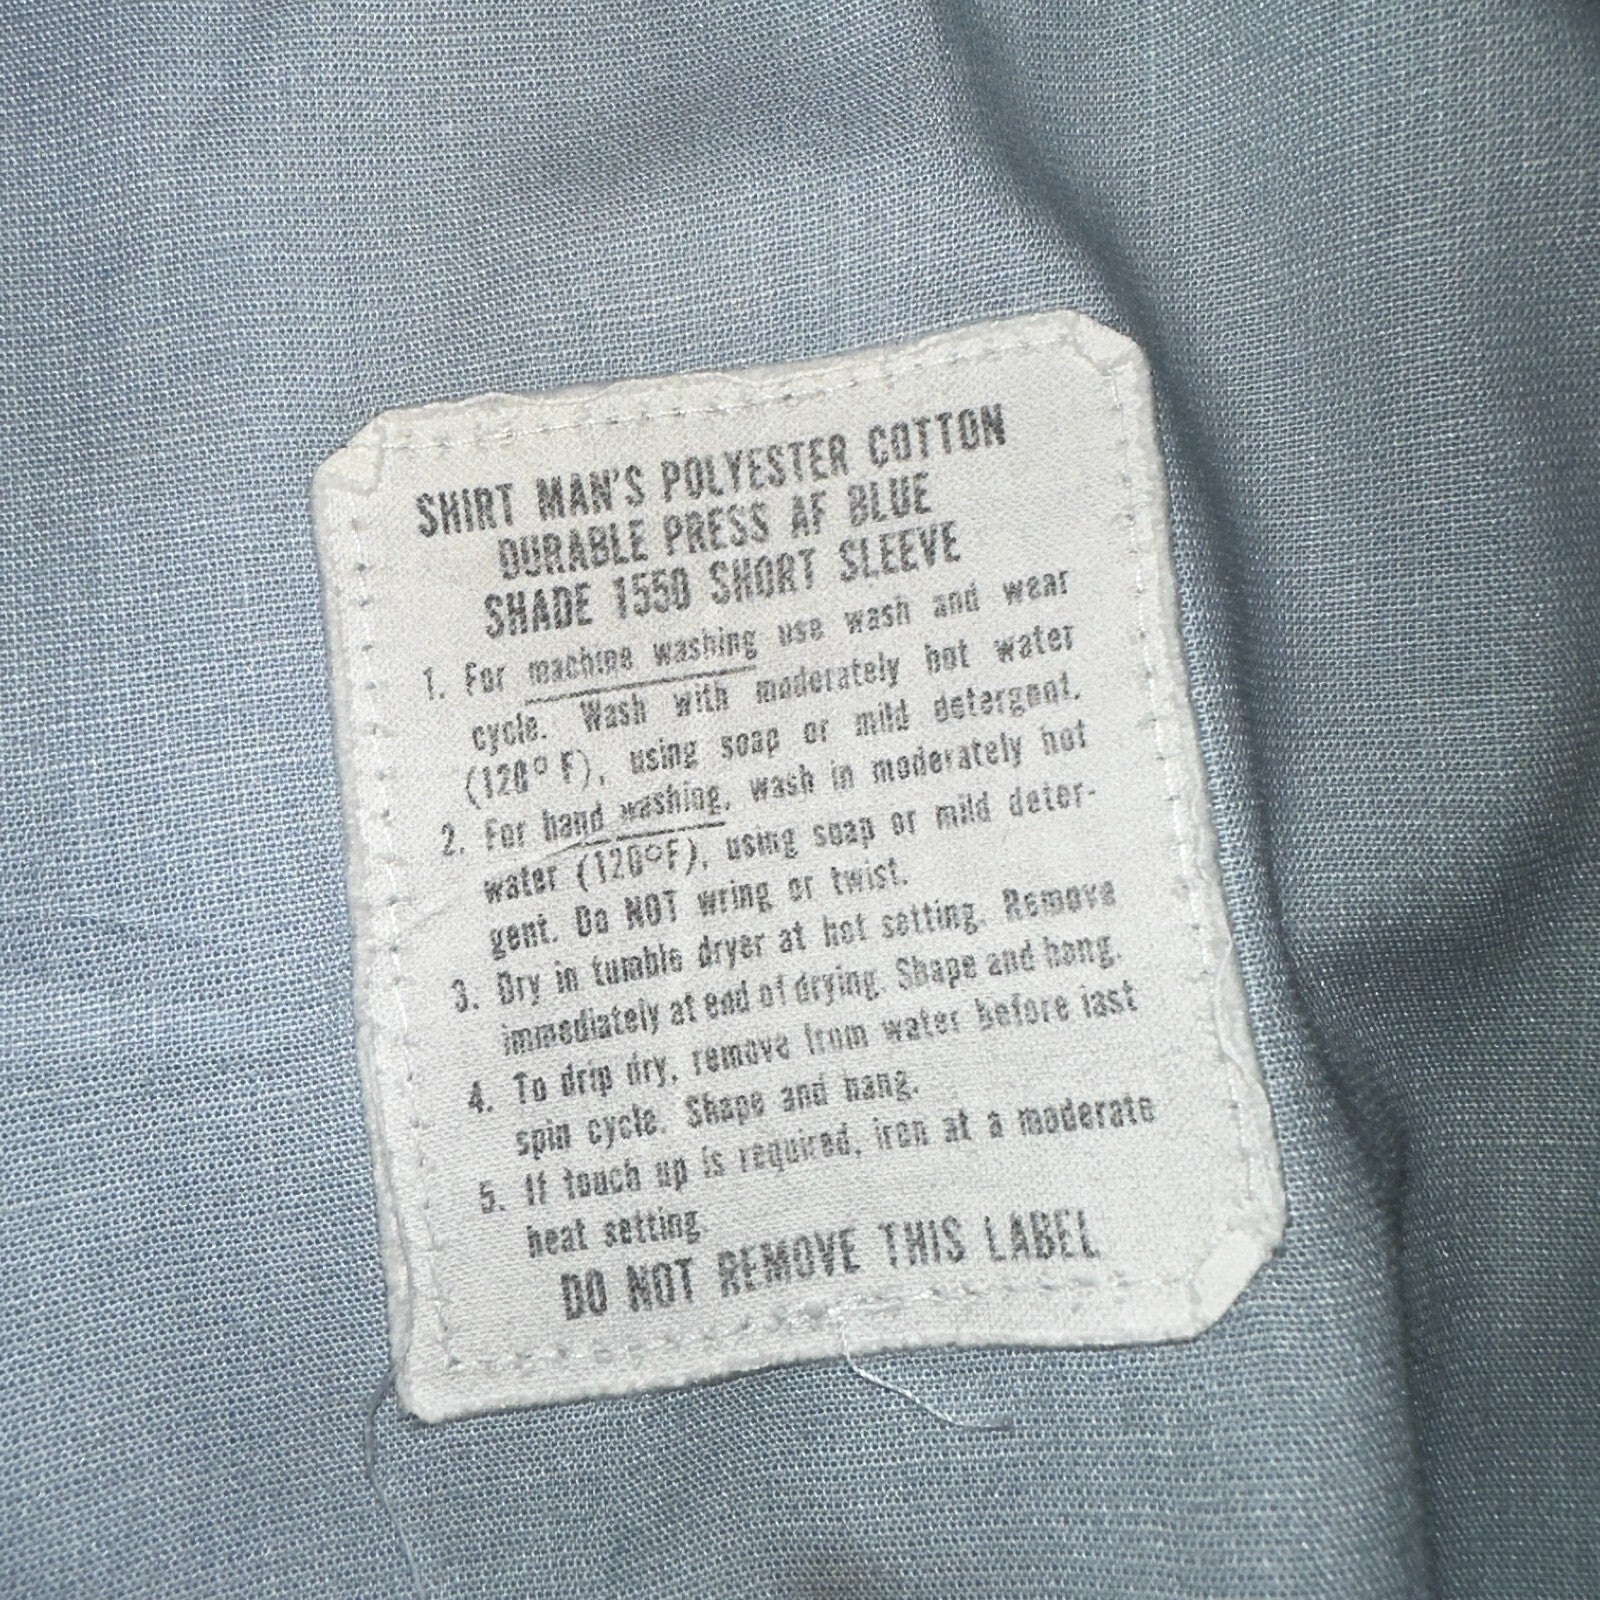 SHIRT MAN'S POLYESTER COTTON
DURABLE PRESS AF BLUE
SHADE 1550 SHORT SLEEVE
1. For machine washing use wash and wear
cycle. Wash with moderately hot water
(120° F), using soap or mild detergent.
2. For hand washing, wash in moderately hot
water (120°F), using soap or mild deter-
gent. Do NOT wring or twist.
3. Dry in tumble dryer at hot setting. Remove
immediately at end of drying. Shape and hang.
4. To drip dry, remove from water before last
spin cycle. Shape and hang.
5. If touch up is required, iron at a moderate
heat setting.
DO NOT REMOVE THIS LABEL